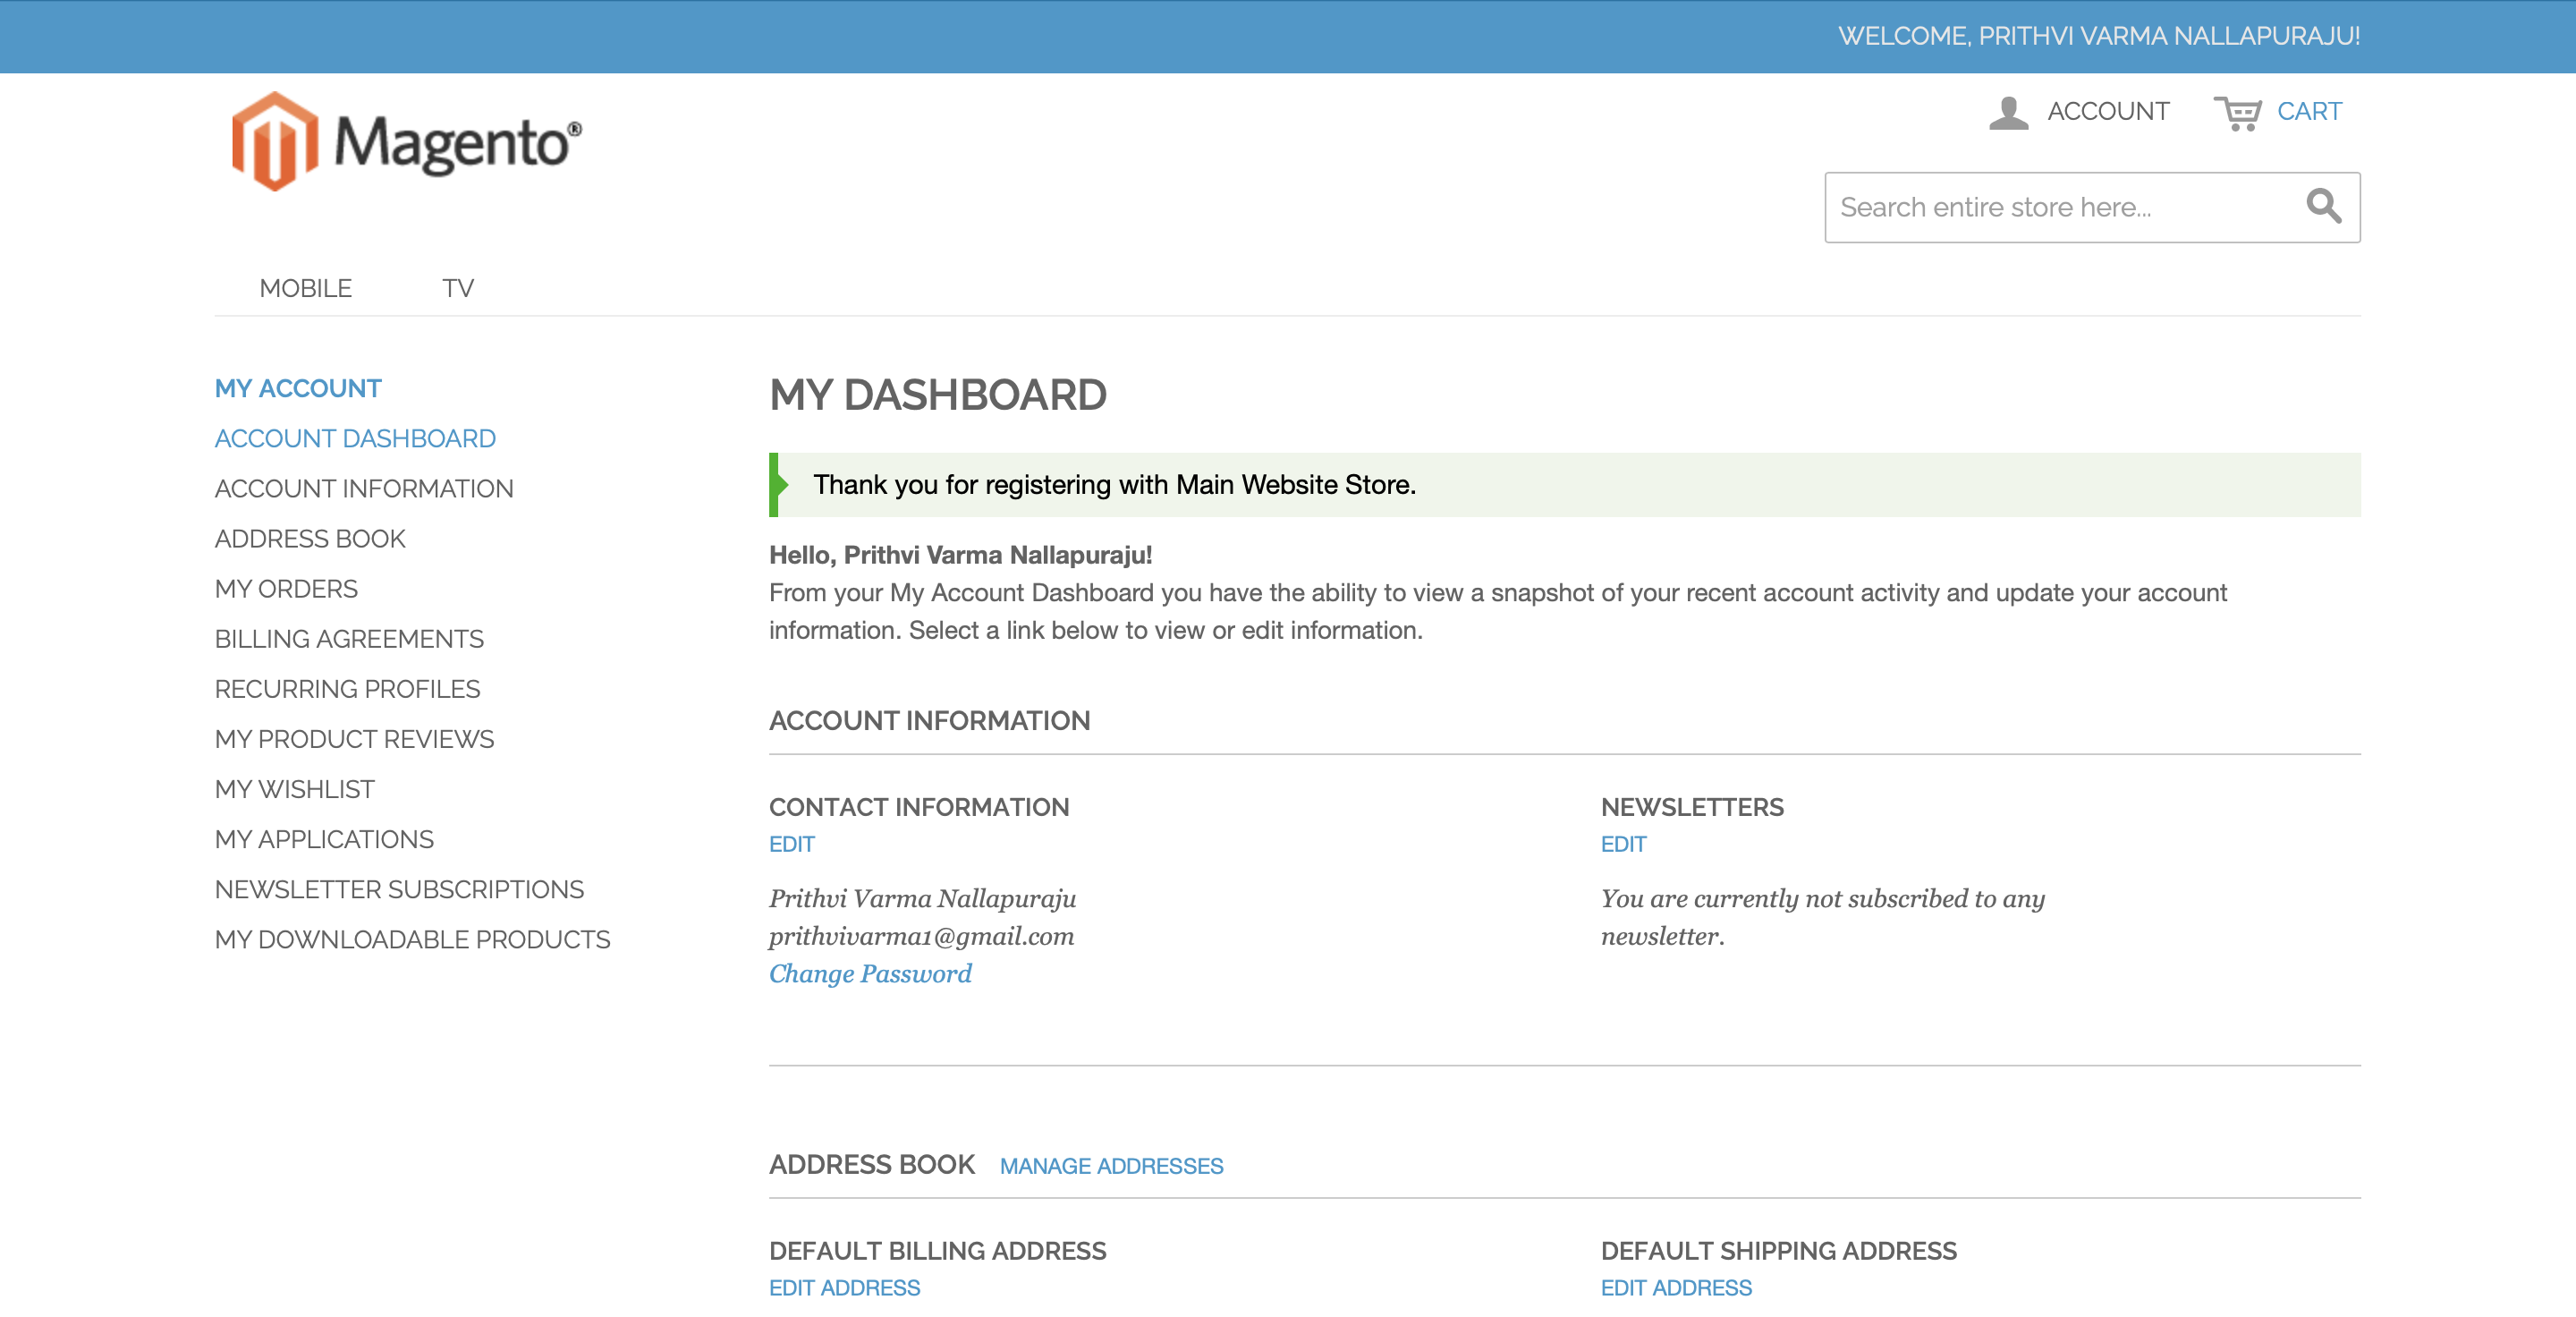 WELCOME, PRITHVI VARMA NALLAPURAJU!
Magento®
ACCOUNT
CART
Search entire store here...
MOBILE
TV
MY ACCOUNT
ACCOUNT DASHBOARD
ACCOUNT INFORMATION
ADDRESS BOOK
MY ORDERS
BILLING AGREEMENTS
RECURRING PROFILES
MY PRODUCT REVIEWS
MY WISHLIST
MY APPLICATIONS
NEWSLETTER SUBSCRIPTIONS
MY DOWNLOADABLE PRODUCTS
MY DASHBOARD
Thank you for registering with Main Website Store.
Hello, Prithvi Varma Nallapuraju!
From your My Account Dashboard you have the ability to view a snapshot of your recent account activity and update your account
information. Select a link below to view or edit information.
ACCOUNT INFORMATION
CONTACT INFORMATION
EDIT
Prithvi Varma Nallapuraju
prithvivarma1@gmail.com
Change Password
NEWSLETTERS
EDIT
You are currently not subscribed to any
newsletter.
ADDRESS BOOK MANAGE ADDRESSES
DEFAULT BILLING ADDRESS
EDIT ADDRESS
DEFAULT SHIPPING ADDRESS
EDIT ADDRESS